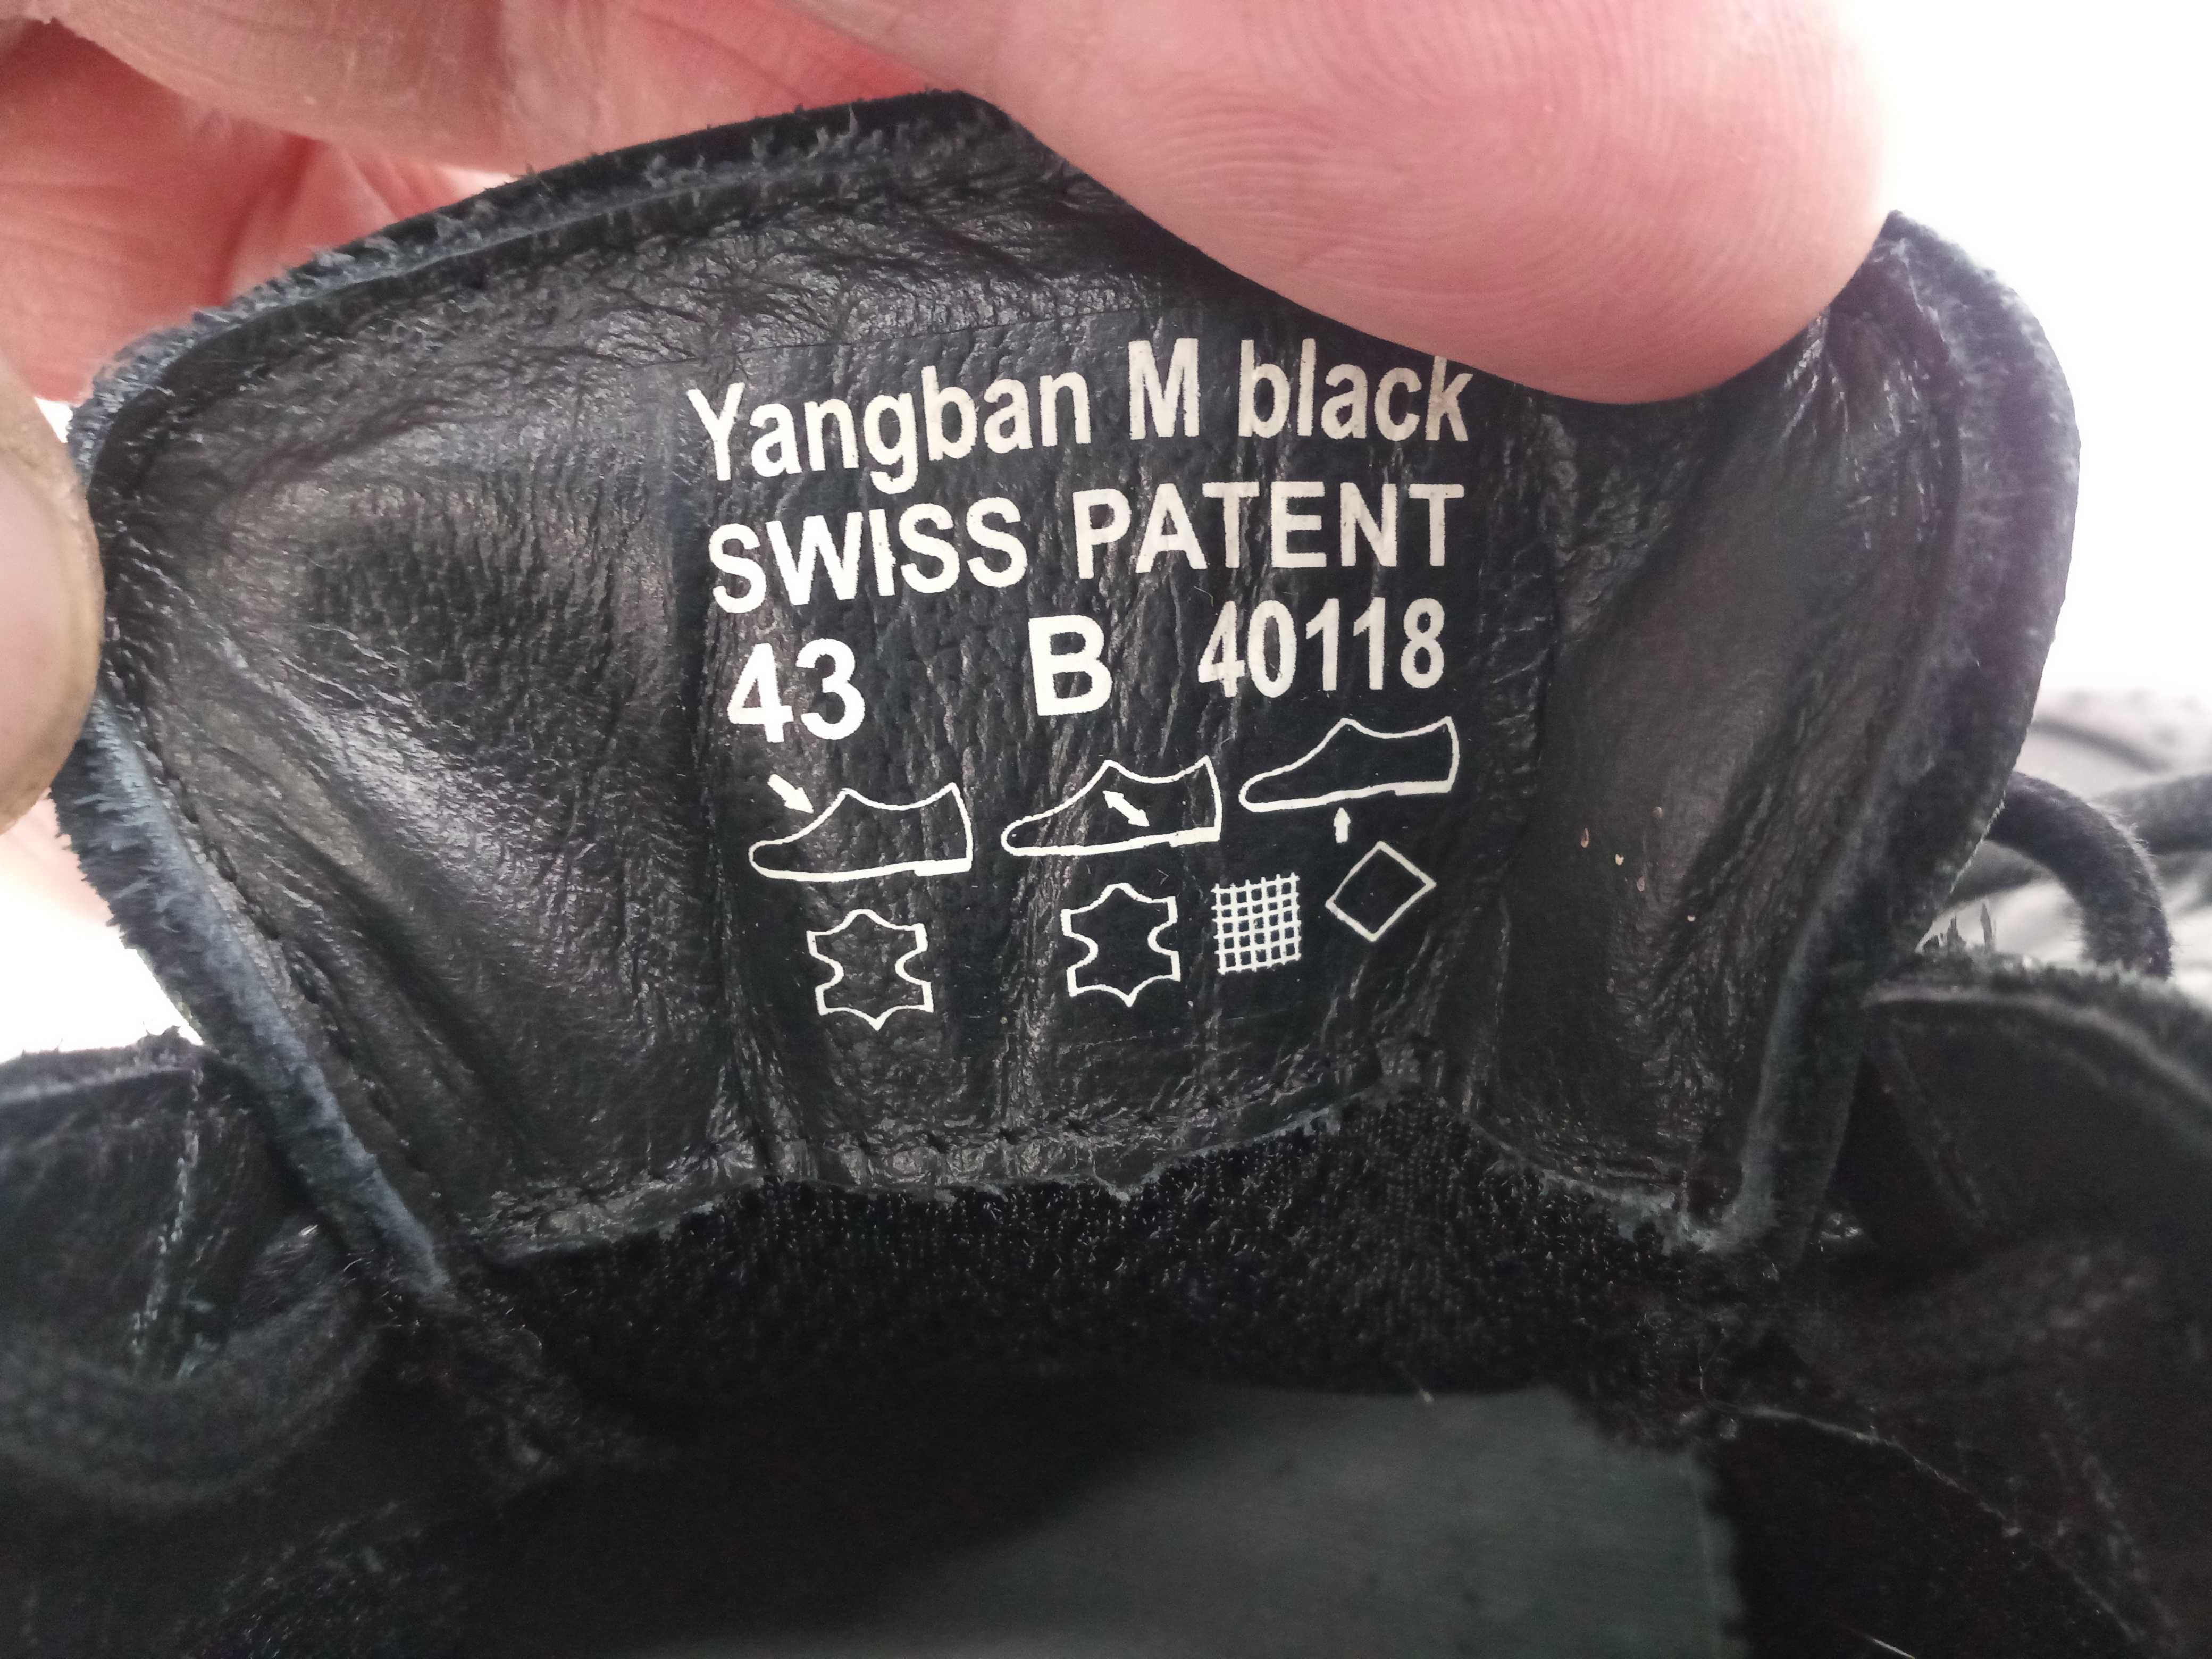 Yangban M black
SWISS PATENT
43 B 40118